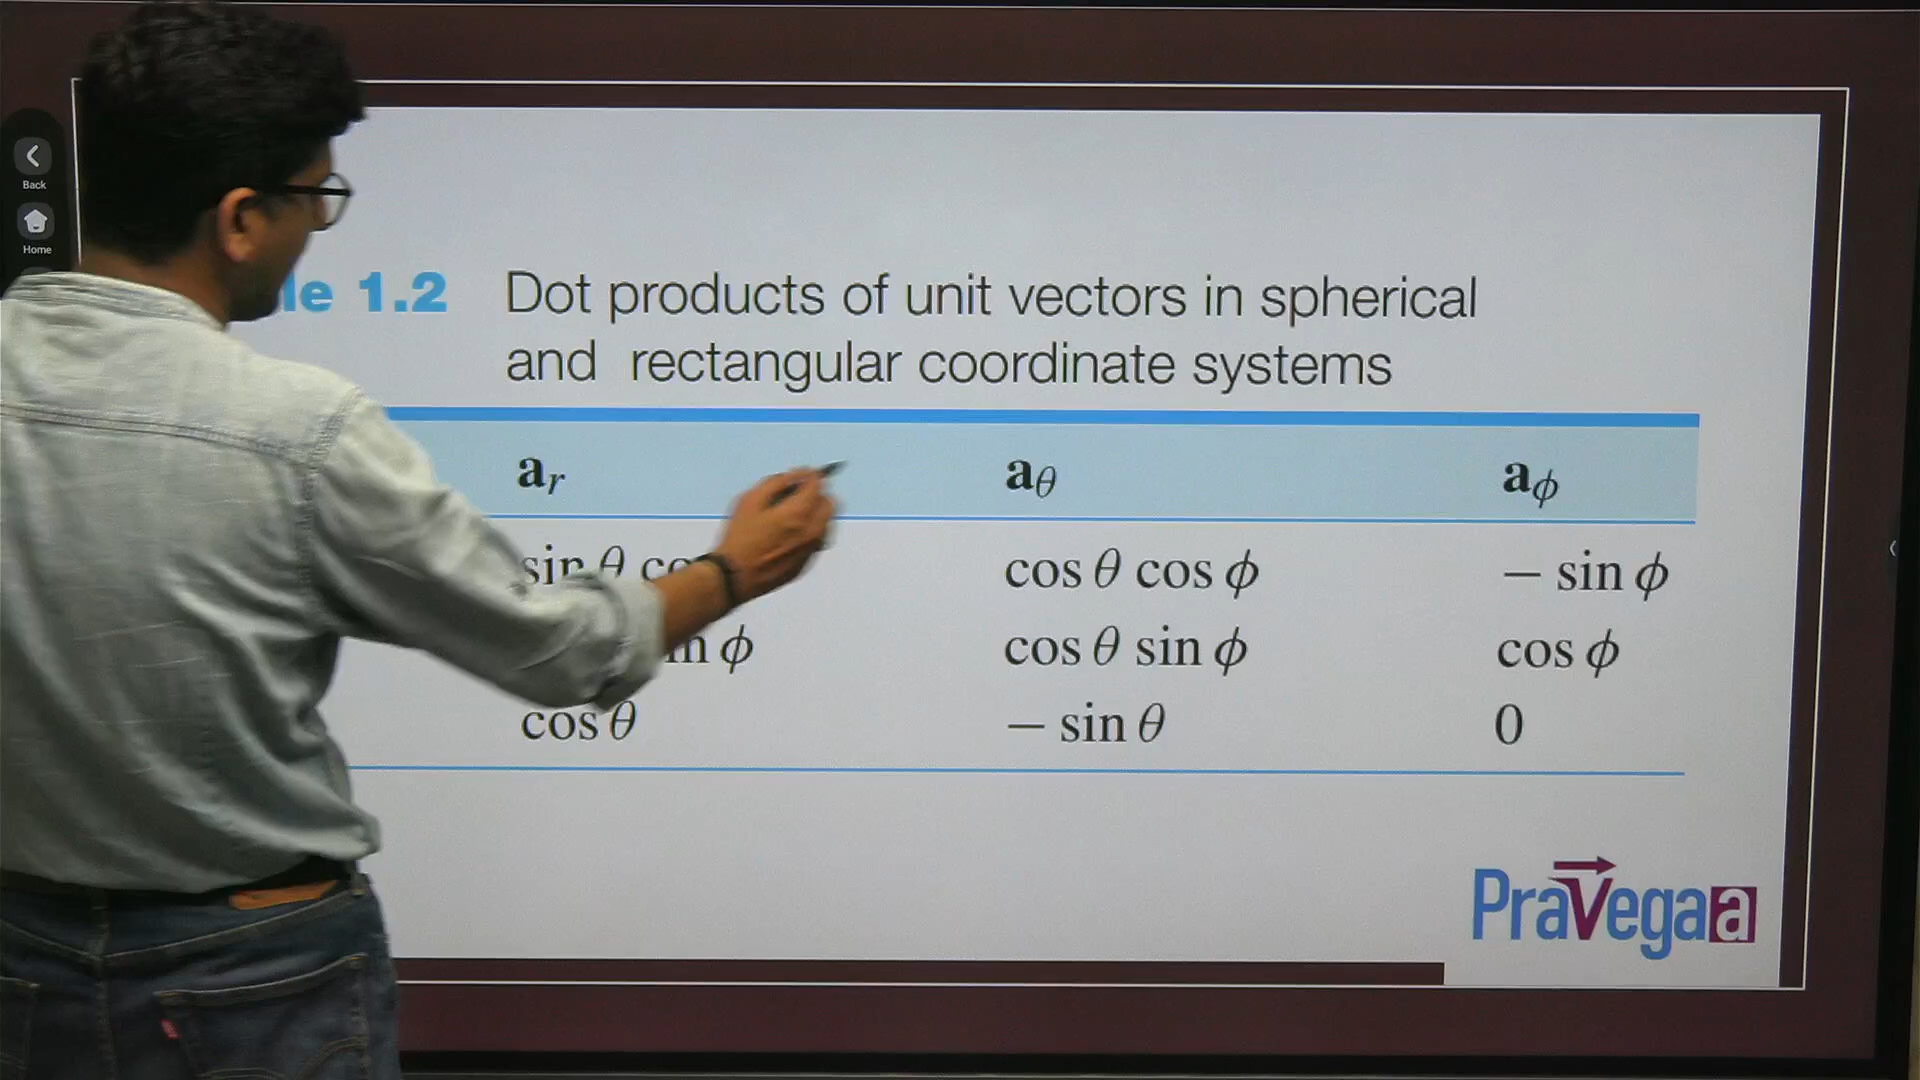 Back
Home
1.2 Dot products of unit vectors in spherical
and rectangular coordinate systems
a_r a_θ a_ϕ
sin θ cos θ cos ϕ − sin ϕ
ϕ cos θ sin ϕ cos ϕ
cos θ − sin θ 0
PraVegaa